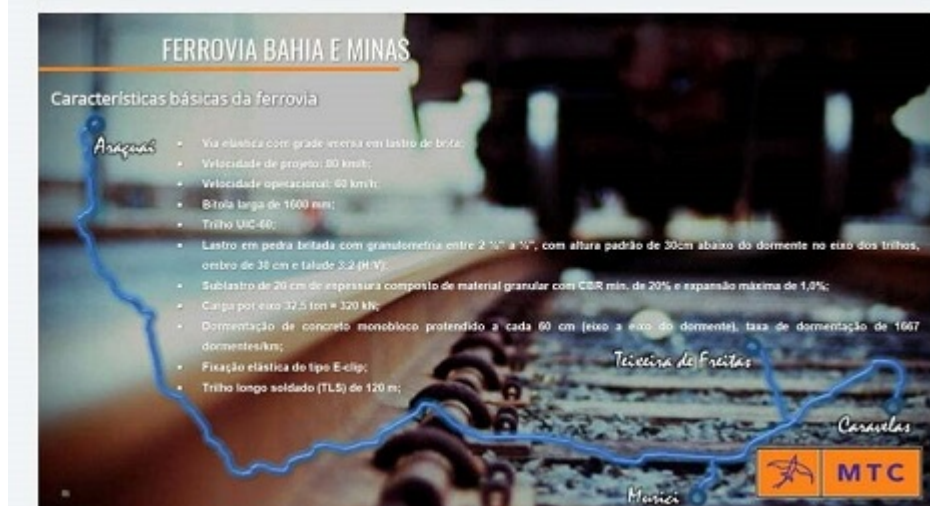 FERROVIA BAHIA E MINAS
Características básicas da ferrovia
Araçuaí
Via elástica com grade imersa em lastro de brita;
Velocidade de projeto: 80 km/h;
Velocidade operacional: 60 km/h;
Bitola larga de 1600 mm;
Trilho UIC-60;
Lastro em pedra britada com granulometria entre 2 ½" a ½", com altura padrão de 30cm abaixo do dormente no eixo dos trilhos,
ombro de 30 cm e talude 3:2 (H:V);
Sublastro de 20 cm de espessura composto de material granular com CBR mín. de 20% e expansão máxima de 1,0%;
Carga por eixo 32,5 ton = 320 kN;
Dormentação de concreto monobloco protendido a cada 60 cm (eixo a eixo do dormente), taxa de dormentação de 1667
dormentes/km;
Fixação elástica do tipo E-clip;
Trilho longo soldado (TLS) de 120 m;
Teixeira de Freitas
Caravelas
Murici
MTC